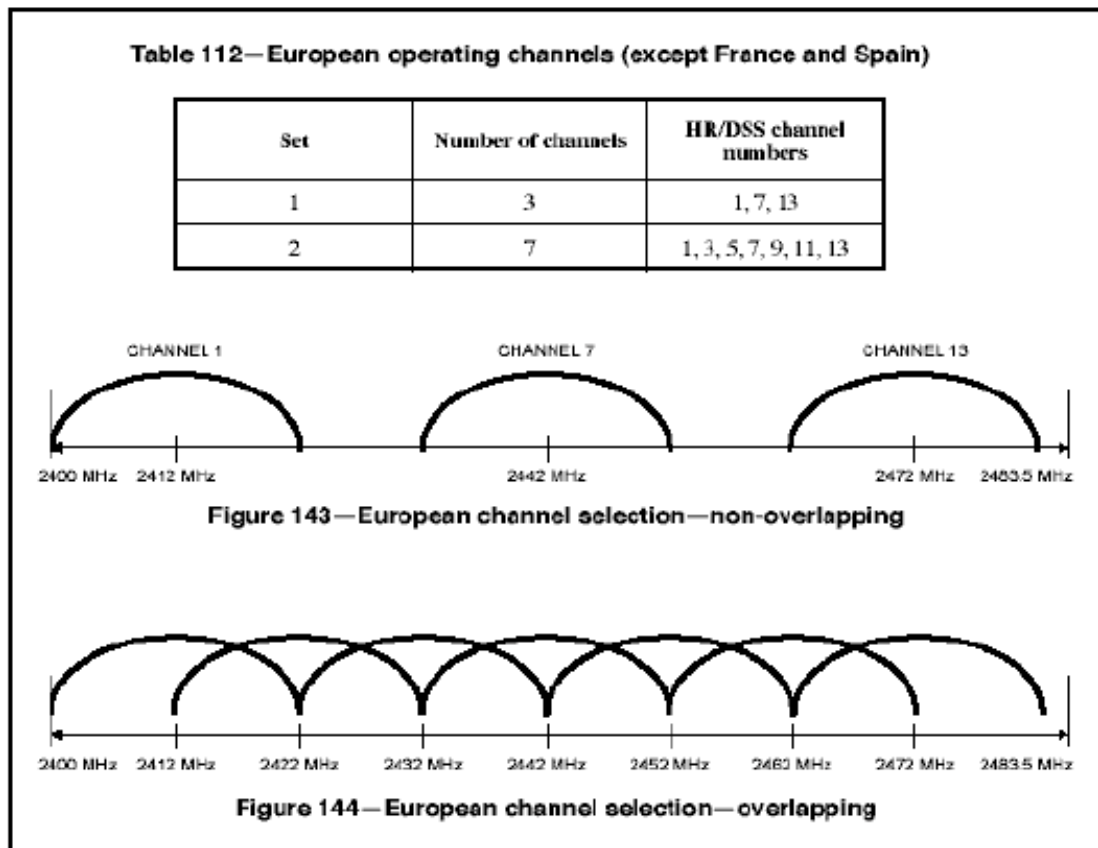 Table 112—European operating channels (except France and Spain)
Set Number of channels HR/DSS channel numbers
1 3 1, 7, 13
2 7 1, 3, 5, 7, 9, 11, 13
CHANNEL 1 CHANNEL 7 CHANNEL 13
2400 MHz 2412 MHz 2442 MHz 2472 MHz 2483.5 MHz
Figure 143—European channel selection—non-overlapping
2400 MHz 2412 MHz 2422 MHz 2432 MHz 2442 MHz 2452 MHz 2462 MHz 2472 MHz 2483.5 MHz
Figure 144—European channel selection—overlapping